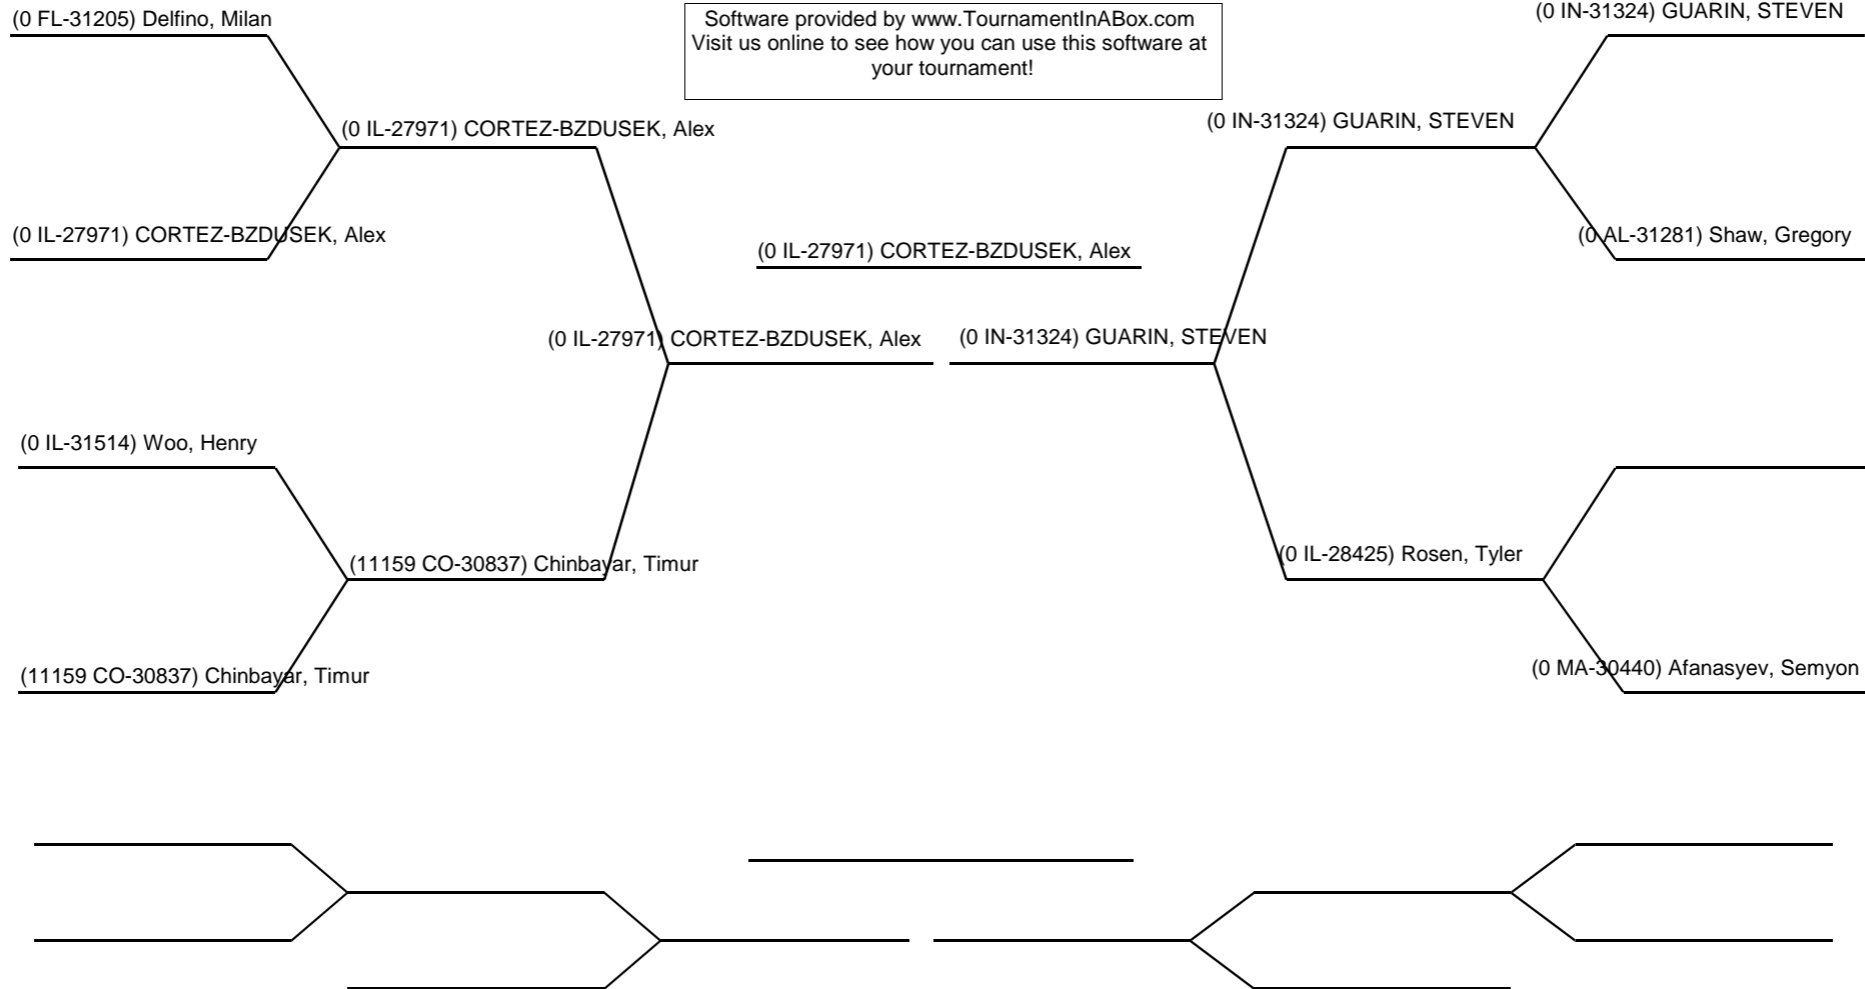 (0 FL-31205) Delfino, Milan
Software provided by www.TournamentInABox.com
Visit us online to see how you can use this software at
your tournament!
(0 IN-31324) GUARIN, STEVEN
(0 IL-27971) CORTEZ-BZDUSEK, Alex
(0 IN-31324) GUARIN, STEVEN
(0 IL-27971) CORTEZ-BZDUSEK, Alex
(0 IL-27971) CORTEZ-BZDUSEK, Alex
(0 AL-31281) Shaw, Gregory
(0 IL-27971) CORTEZ-BZDUSEK, Alex
(0 IN-31324) GUARIN, STEVEN
(0 IL-31514) Woo, Henry
(11159 CO-30837) Chinbayar, Timur
(0 IL-28425) Rosen, Tyler
(11159 CO-30837) Chinbayar, Timur
(0 MA-30440) Afanasyev, Semyon